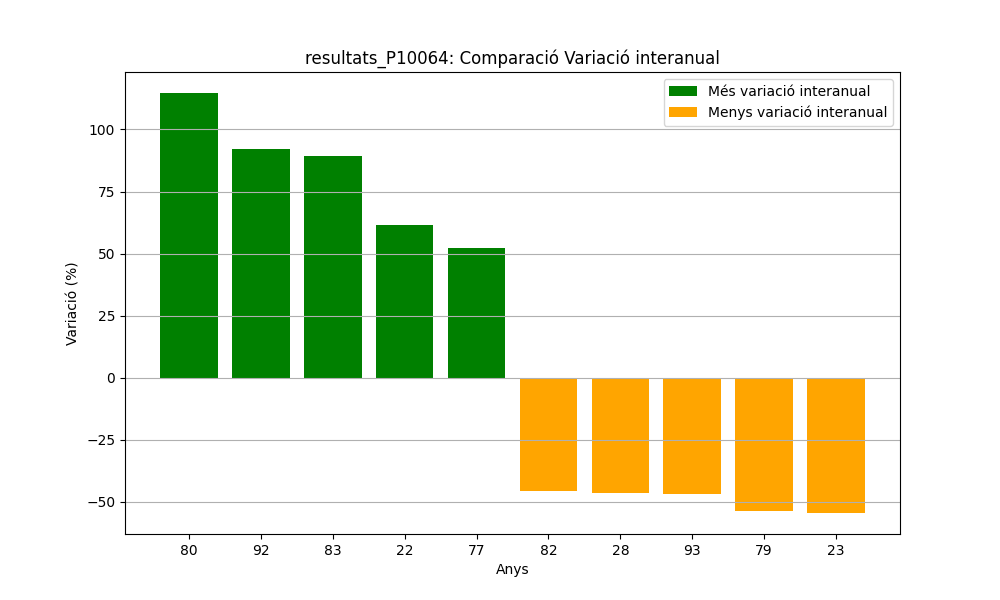 resultats_P10064: Comparació Variació interanual
Més variació interanual
Menys variació interanual
Variació (%)
100
75
50
25
0
−25
−50
80 92 83 22 77 82 28 93 79 23
Anys